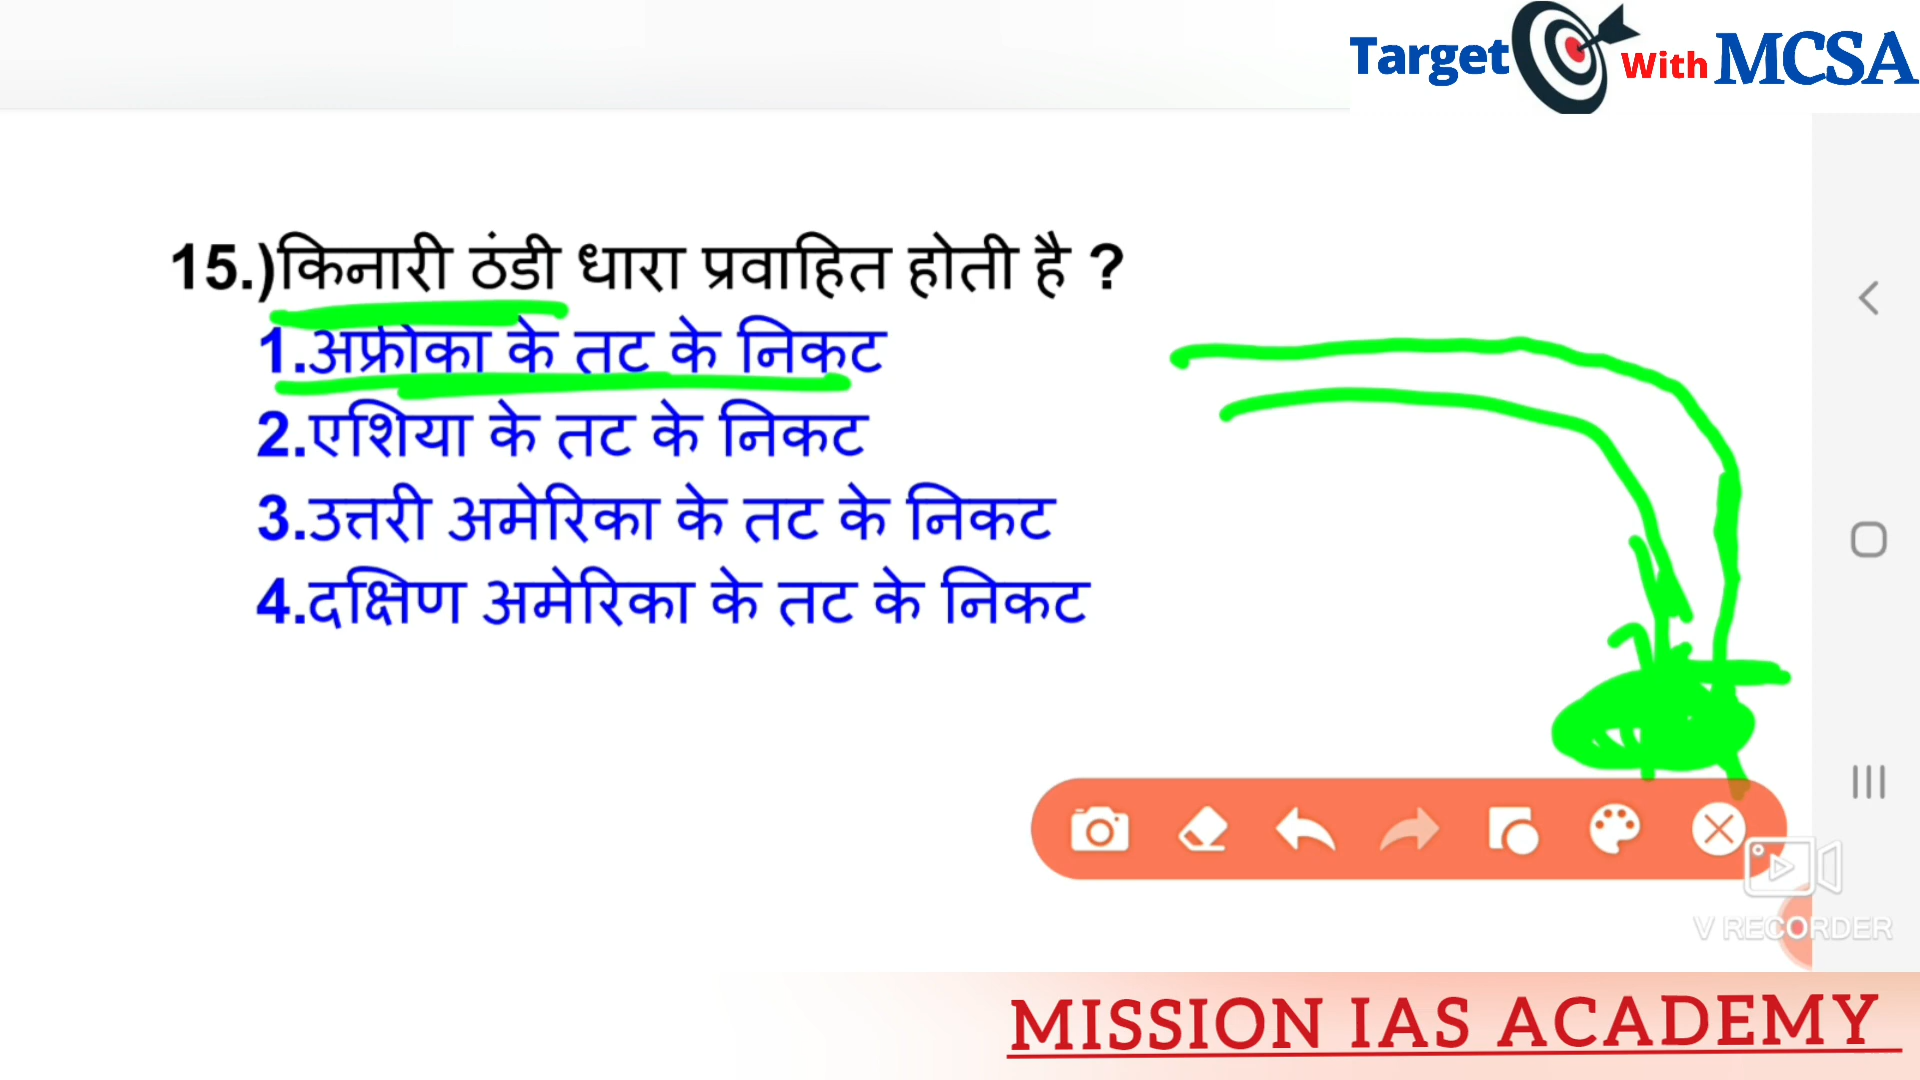 Target With MCSA
15.)किनारी ठंडी धारा प्रवाहित होती है ?
1.अफ्रीका के तट के निकट
2.एशिया के तट के निकट
3.उत्तरी अमेरिका के तट के निकट
4.दक्षिण अमेरिका के तट के निकट
V RECORDER
MISSION IAS ACADEMY